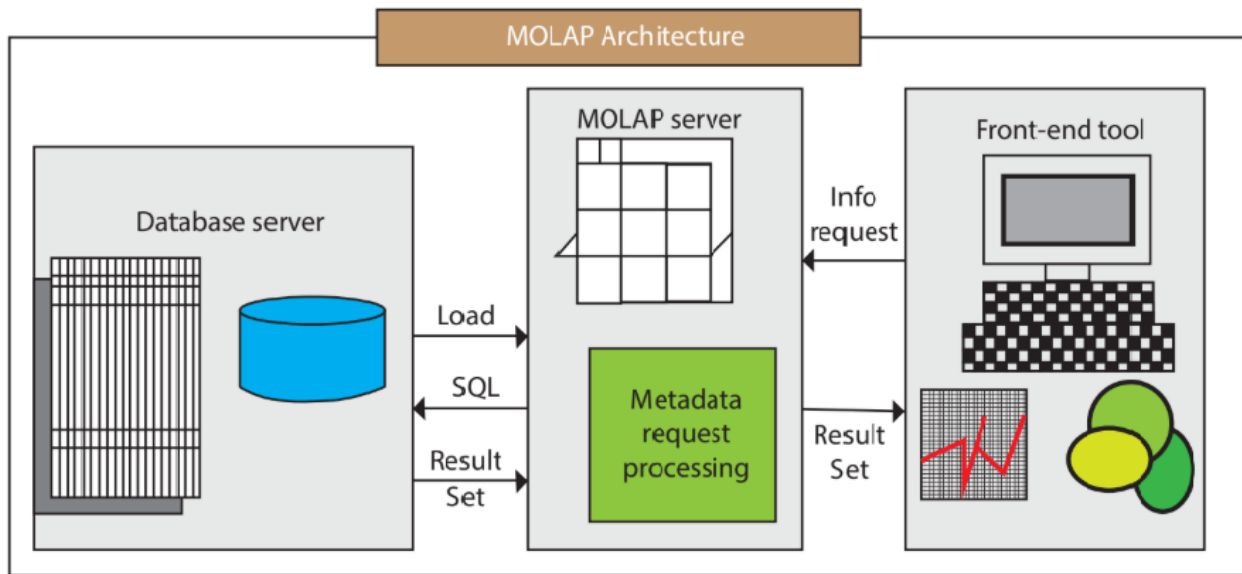 MOLAP Architecture
Database server
Load
SQL
Result
Set
MOLAP server
Metadata
request
processing
Info
request
Result
Set
Front-end tool